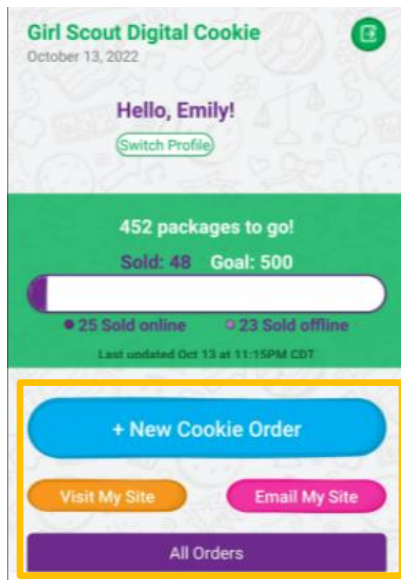 Girl Scout Digital Cookie
October 13, 2022
Hello, Emily!
Switch Profile
452 packages to go!
Sold: 48 Goal: 500
25 Sold online 23 Sold offline
Last updated Oct 13 at 11:15PM CDT
+ New Cookie Order
Visit My Site Email My Site
All Orders